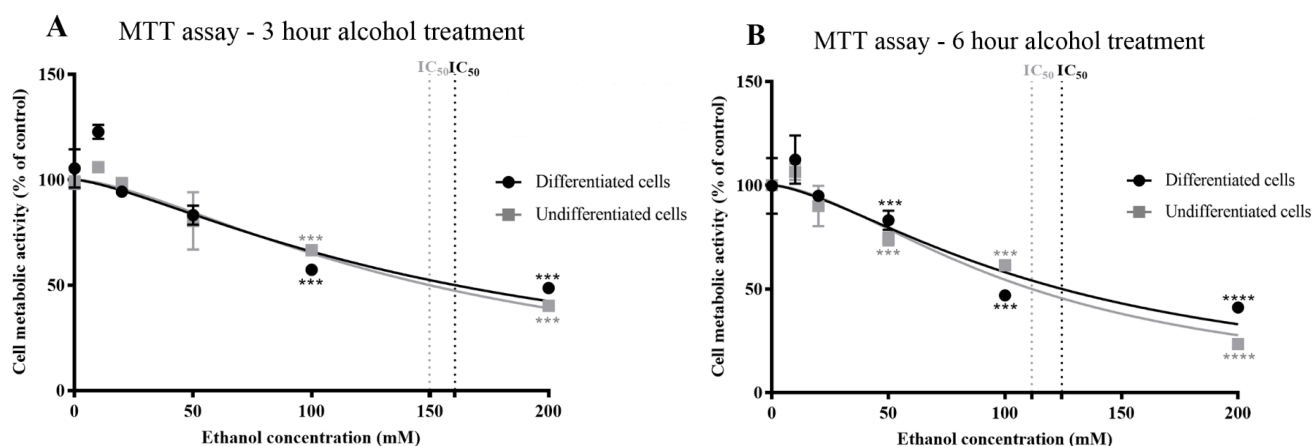 A
MTT assay - 3 hour alcohol treatment
IC50 IC50
Cell metabolic activity (% of control)
150
100
50
0
Differentiated cells
Undifferentiated cells
***
***
***
***
0 50 100 150 200
Ethanol concentration (mM)
B
MTT assay - 6 hour alcohol treatment
IC50 IC50
Cell metabolic activity (% of control)
150
100
50
0
Differentiated cells
Undifferentiated cells
***
***
***
***
****
****
0 50 100 150 200
Ethanol concentration (mM)